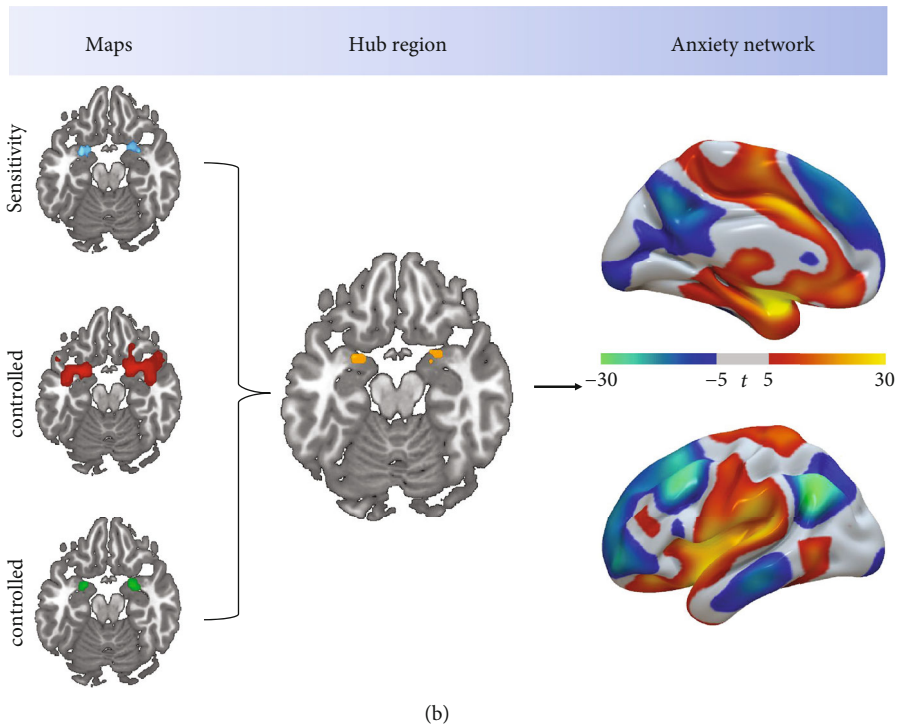 Maps Hub region Anxiety network
Sensitivity
controlled
controlled
−30 −5 t 5 30
(b)